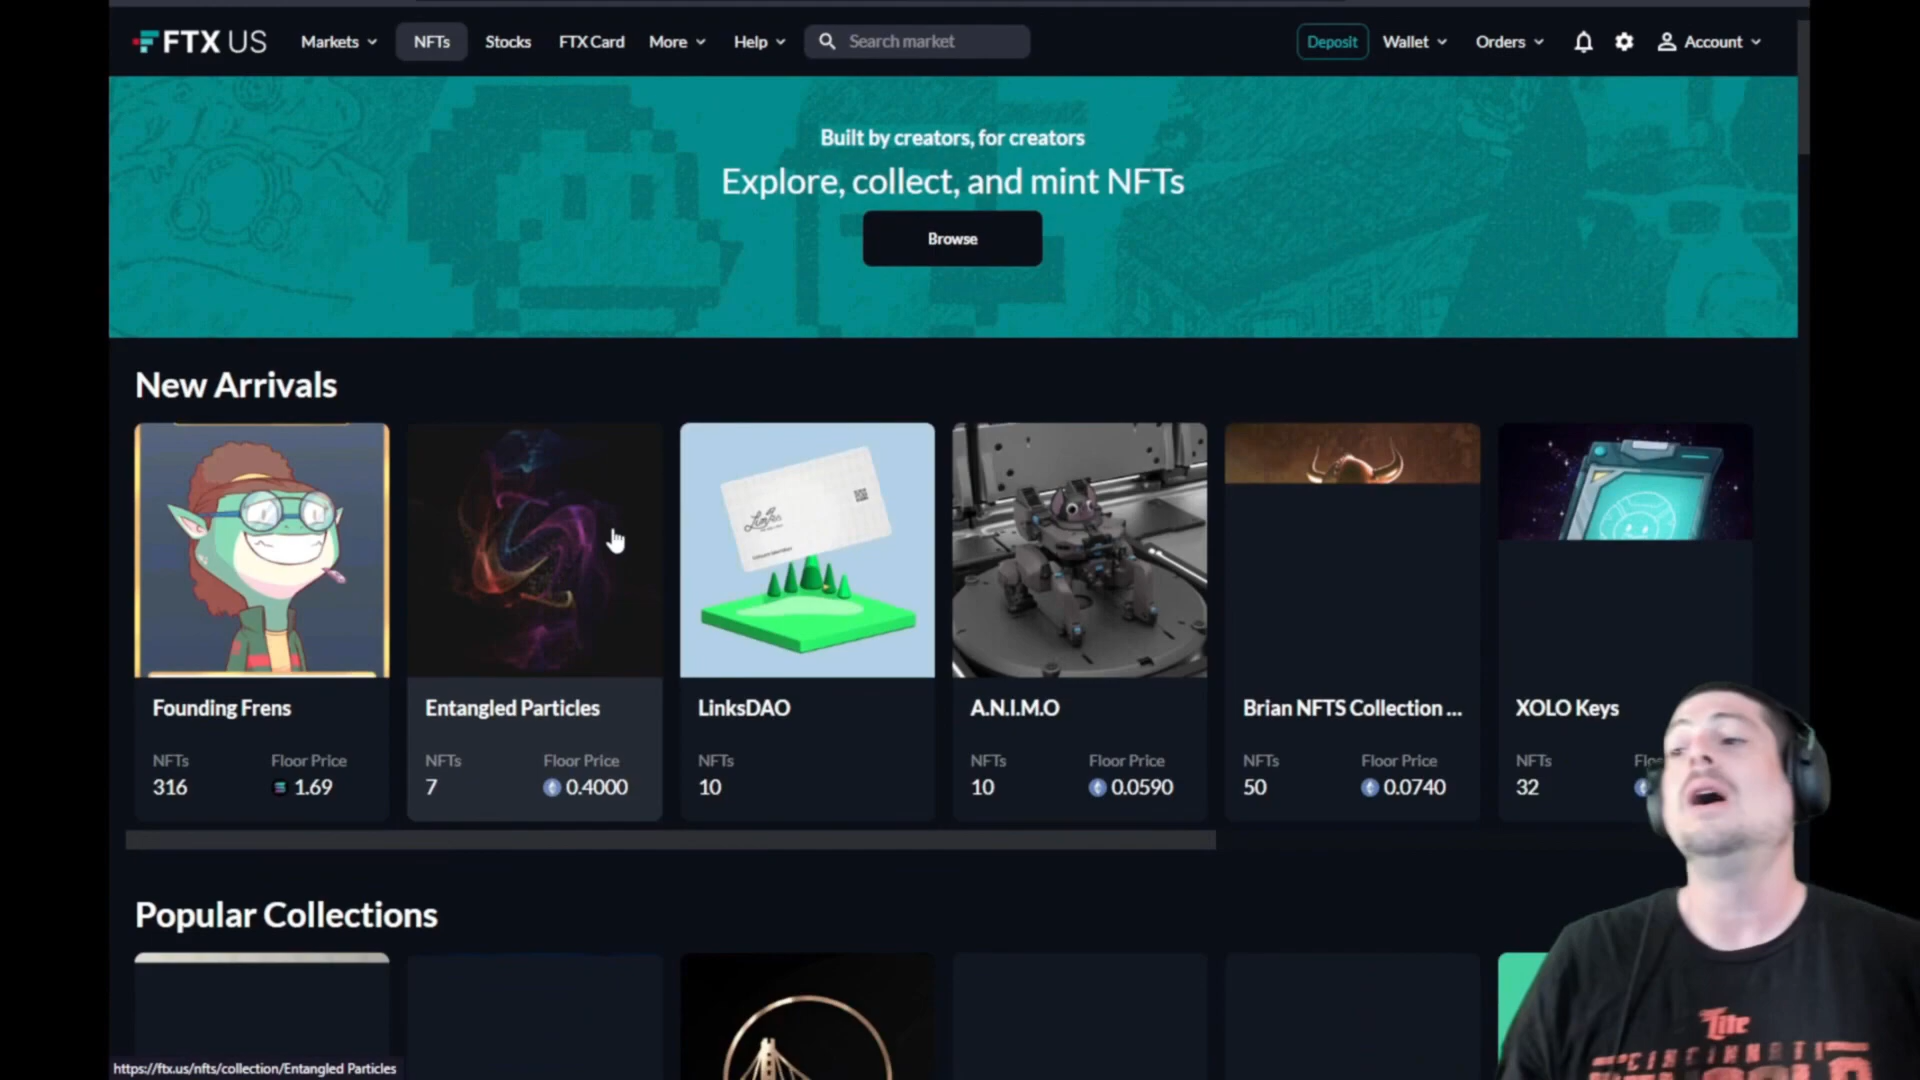 FTX US
Markets
NFTs
Stocks
FTX Card
More
Help
Search market
Deposit
Wallet
Orders
Account
Built by creators, for creators
Explore, collect, and mint NFTs
Browse
New Arrivals
Founding Frens
NFTs
Floor Price
316
1.69
Entangled Particles
NFTs
Floor Price
7
0.4000
LinksDAO
NFTs
10
A.N.I.M.O
NFTs
Floor Price
10
0.0590
Brian NFTS Collection ...
NFTs
Floor Price
50
0.0740
XOLO Keys
NFTs
32
Popular Collections
https://ftx.us/nfts/collection/Entangled Particles
Lite
CINCINNATI